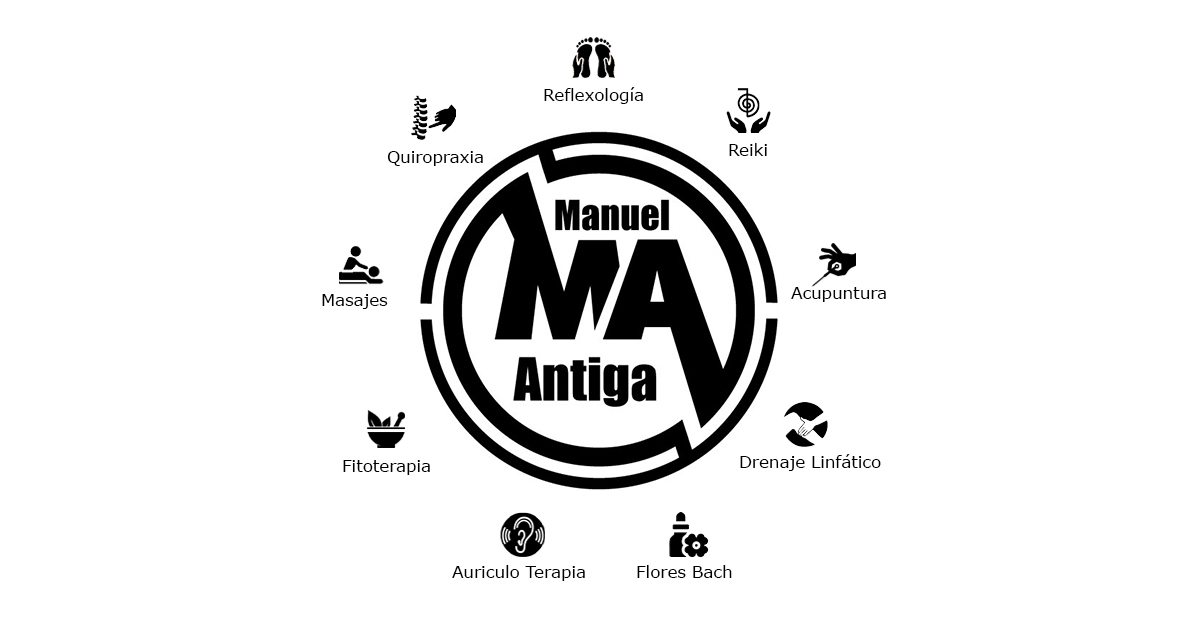 Reflexología
Quiropraxia
Reiki
Manuel
MA
Antiga
Masajes
Acupuntura
Fitoterapia
Drenaje Linfático
Auriculo Terapia
Flores Bach